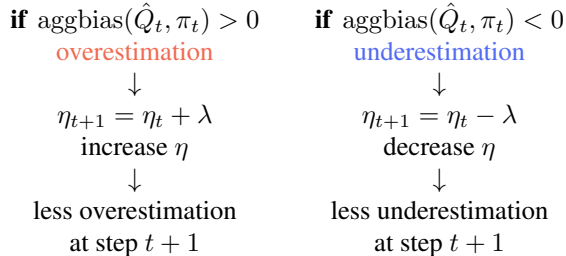 if aggbias(Q̂_t, π_t) > 0
overestimation
↓
η_{t+1} = η_t + λ
increase η
↓
less overestimation
at step t + 1
if aggbias(Q̂_t, π_t) < 0
underestimation
↓
η_{t+1} = η_t − λ
decrease η
↓
less underestimation
at step t + 1